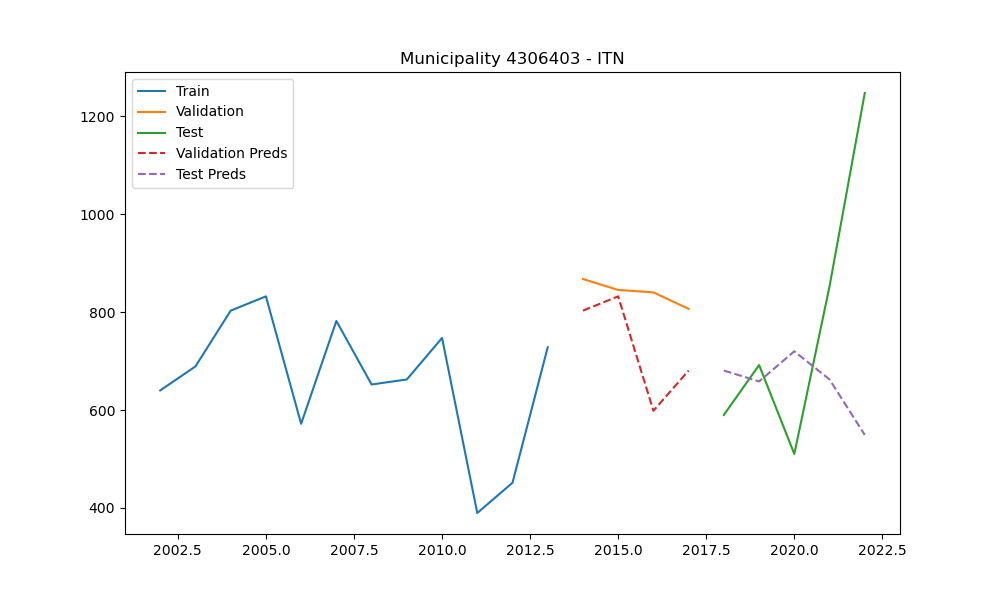 Municipality 4306403 - ITN
Train
Validation
Test
Validation Preds
Test Preds
1200
1000
800
600
400
2002.5 2005.0 2007.5 2010.0 2012.5 2015.0 2017.5 2020.0 2022.5